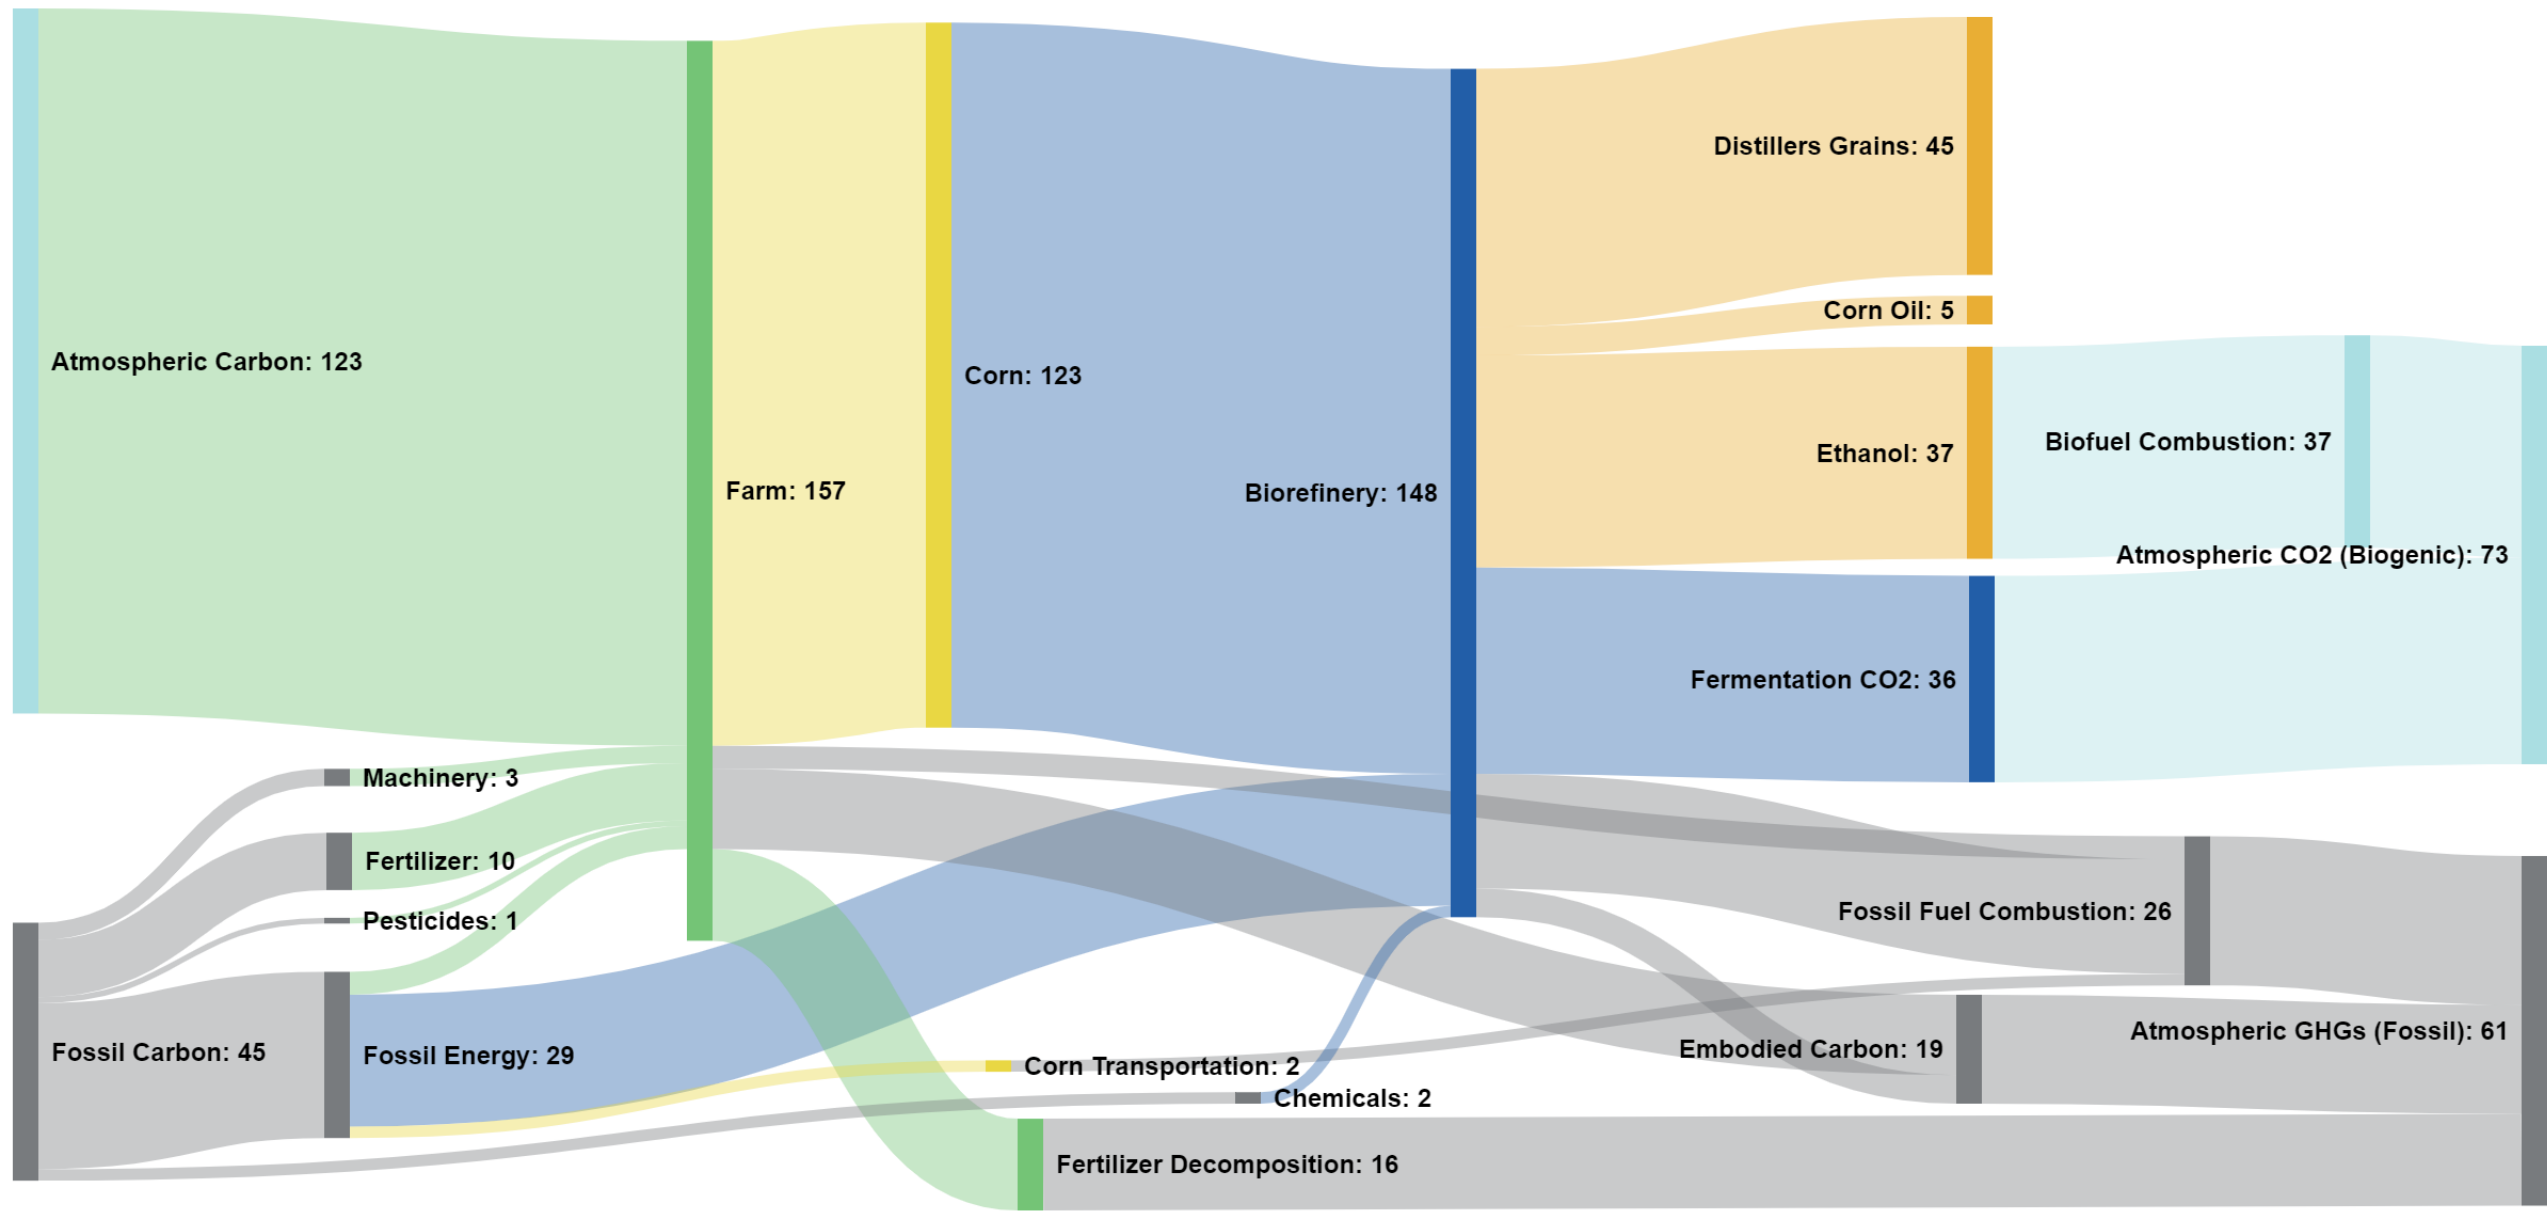 Atmospheric Carbon: 123
Machinery: 3
Fertilizer: 10
Pesticides: 1
Fossil Carbon: 45
Fossil Energy: 29
Farm: 157
Corn: 123
Corn Transportation: 2
Chemicals: 2
Fertilizer Decomposition: 16
Biorefinery: 148
Distillers Grains: 45
Corn Oil: 5
Ethanol: 37
Fermentation CO2: 36
Biofuel Combustion: 37
Atmospheric CO2 (Biogenic): 73
Fossil Fuel Combustion: 26
Embodied Carbon: 19
Atmospheric GHGs (Fossil): 61